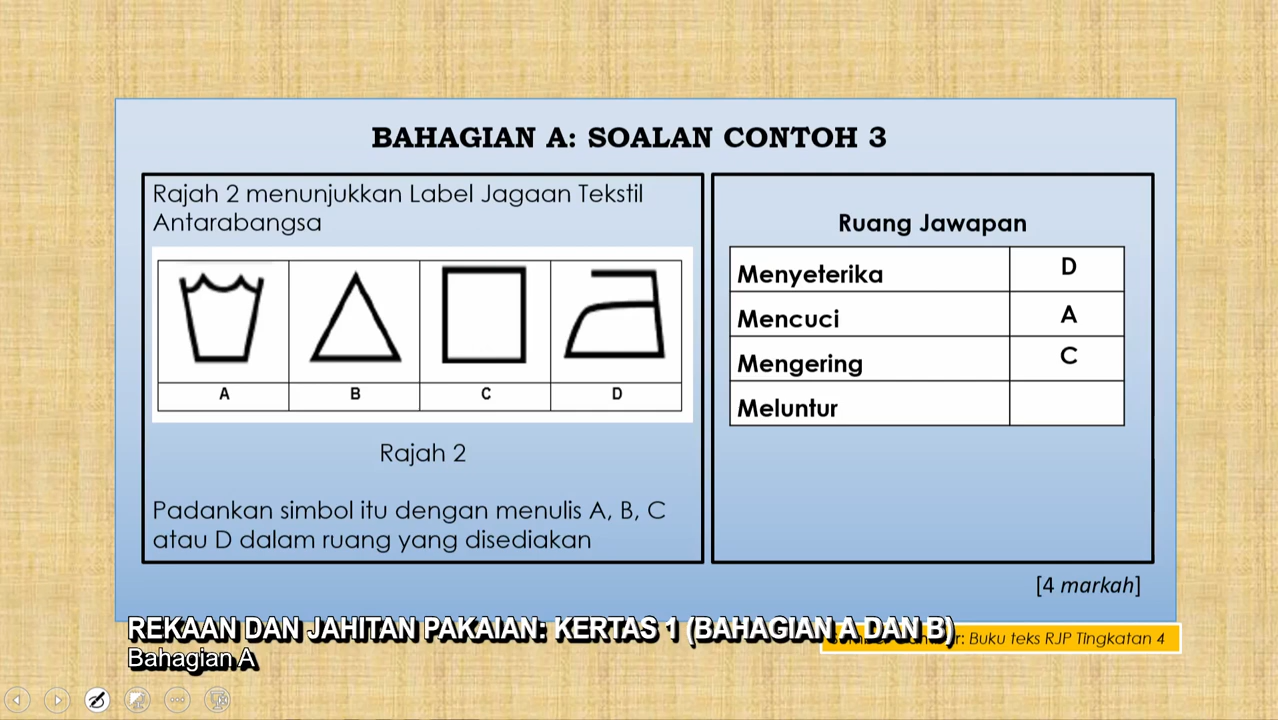 BAHAGIAN A: SOALAN CONTOH 3
Rajah 2 menunjukkan Label Jagaan Tekstil
Antarabangsa
A B C D
Rajah 2
Padankan simbol itu dengan menulis A, B, C
atau D dalam ruang yang disediakan
Ruang Jawapan
Menyeterika D
Mencuci A
Mengering C
Meluntur
[4 markah]
REKAAN DAN JAHITAN PAKAIAN: KERTAS 1 (BAHAGIAN A DAN B)
Buku teks RJP Tingkatan 4
Bahagian A